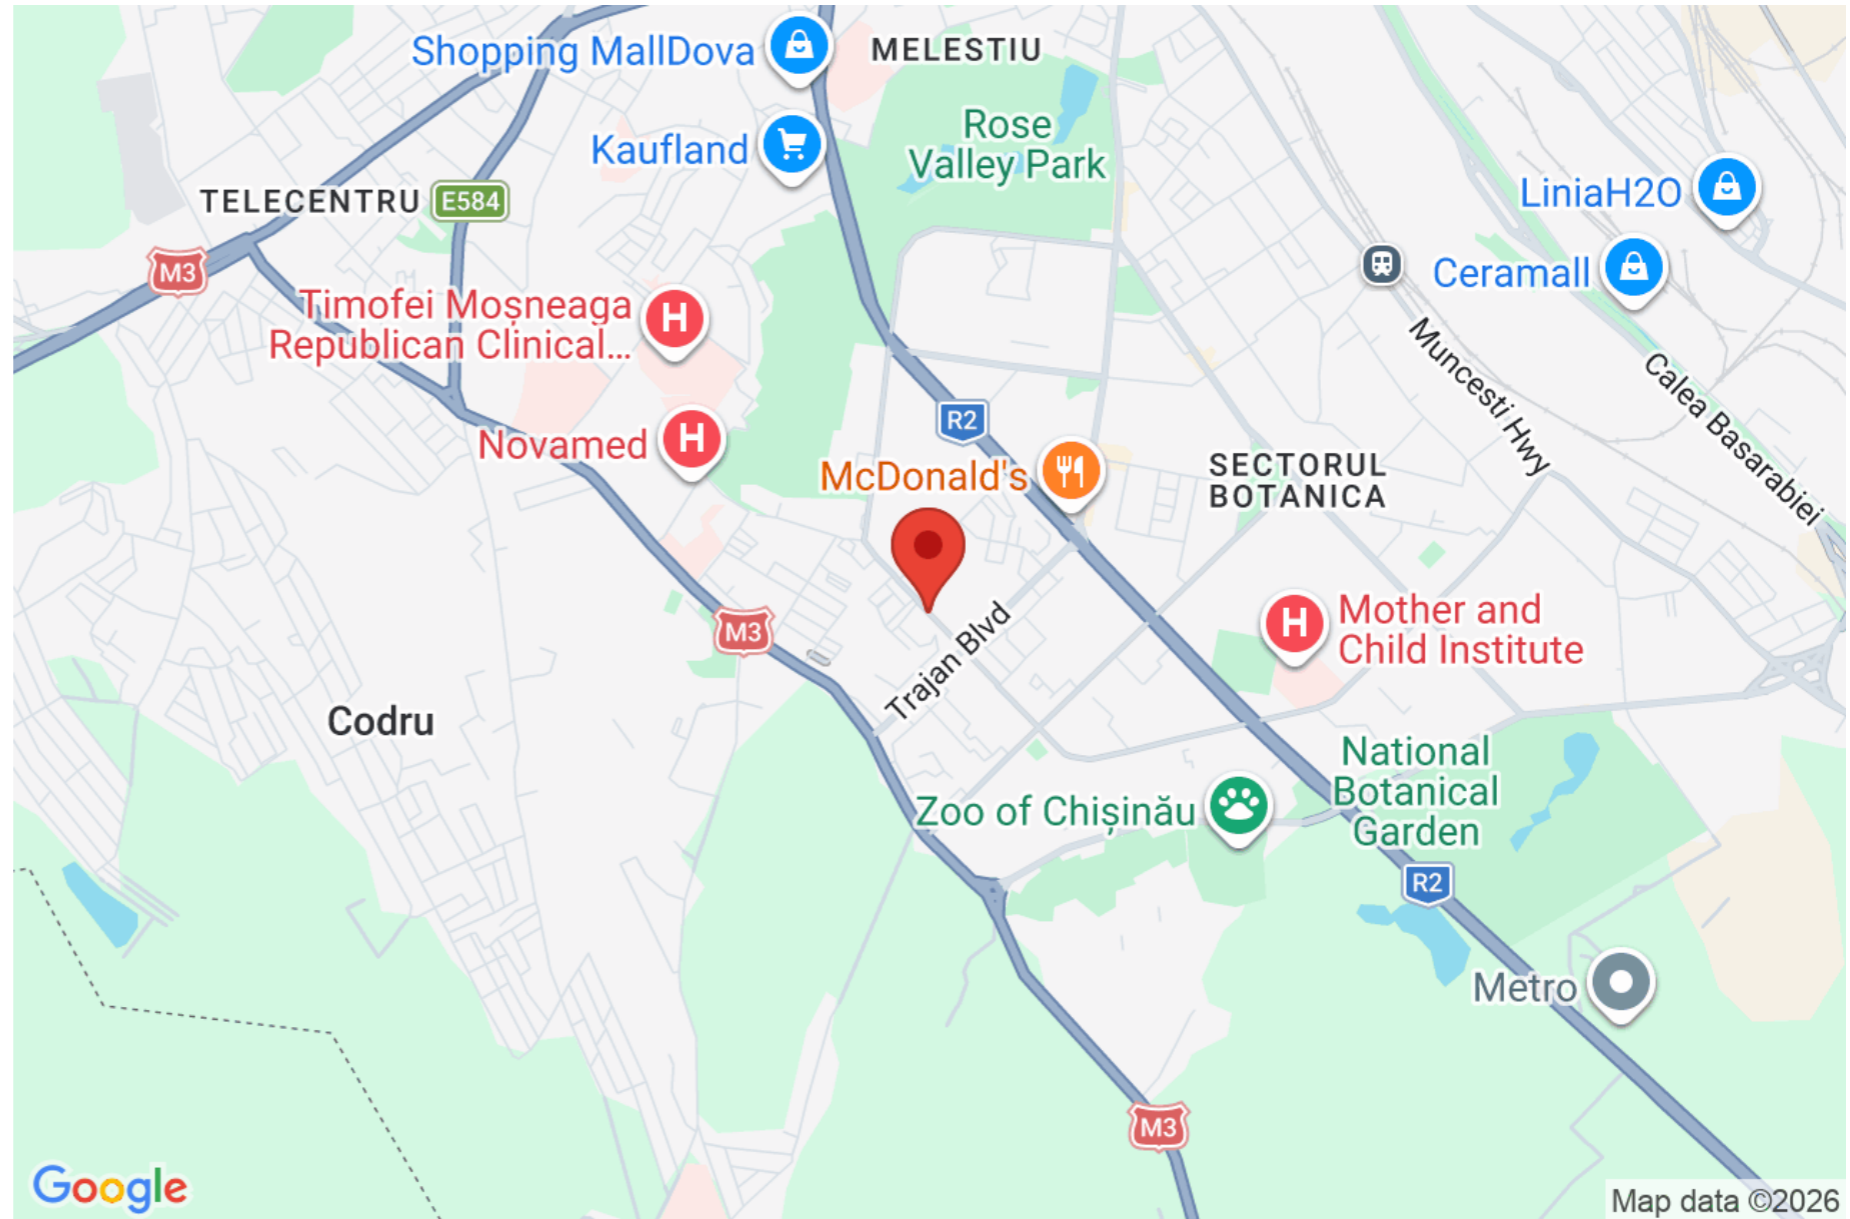 Shopping MallDova
MELESTIU
Rose
Valley Park
Kaufland
TELECENTRU
E584
LiniaH2O
M3
Ceramall
Timofei Moșneaga
Republican Clinical...
Muncesti Hwy
Calea Basarabiei
R2
Novamed
McDonald's
SECTORUL
BOTANICA
M3
Trajan Blvd
Mother and
Child Institute
Codru
National
Botanical
Garden
Zoo of Chișinău
R2
Metro
M3
Google
Map data ©2026